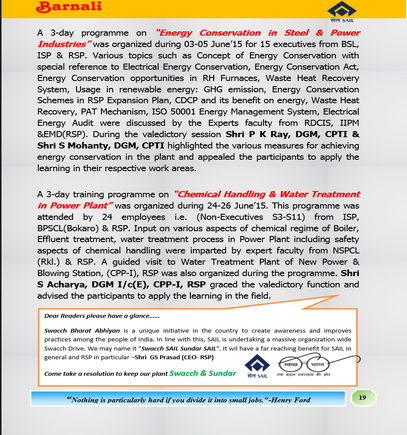 Barnali
सेल SAIL
A 3-day programme on "Energy Conservation in Steel & Power
Industries" was organized during 03-05 June'15 for 15 executives from BSL,
ISP & RSP. Various topics such as Concept of Energy Conservation with
special reference to Electrical Energy Conservation, Energy Conservation Act,
Energy Conservation opportunities in RH Furnaces, Waste Heat Recovery
System, Usage in renewable energy: GHG emission, Energy Conservation
Schemes in RSP Expansion Plan, CDCP and its benefit on energy, Waste Heat
Recovery, PAT Mechanism, ISO 50001 Energy Management System, Electrical
Energy Audit were discussed by the Experts faculty from RDCIS, IIPM
&EMD(RSP). During the valedictory session Shri P K Ray, DGM, CPTI &
Shri S Mohanty, DGM, CPTI highlighted the various measures for achieving
energy conservation in the plant and appealed the participants to apply the
learning in their respective work areas.
A 3-day training programme on "Chemical Handling & Water Treatment
in Power Plant" was organized during 24-26 June'15. This programme was
attended by 24 employees i.e. (Non-Executives S3-S11) from ISP,
BPSCL(Bokaro) & RSP. Input on various aspects of chemical regime of Boiler,
Effluent treatment, water treatment process in Power Plant including safety
aspects of chemical handling were imparted by expert faculty from NSPCL
(Rkl.) & RSP. A guided visit to Water Treatment Plant of New Power &
Blowing Station, (CPP-I), RSP was also organized during the programme. Shri
S Acharya, DGM I/c(E), CPP-I, RSP graced the valedictory function and
advised the participants to apply the learning in the field.
Dear Readers please have a glance......
Swacch Bharat Abhiyan is a unique initiative in the country to create awareness and improves
practices among the people of India. In line with this, SAIL is undertaking a massive organization wide
Swacch Drive. We may name it "Swacch SAIL Sundar SAIL". It wil have a far reaching benefit for SAIL in
general and RSP in particular –Shri GS Prasad (CEO- RSP)
Come take a resolution to keep our plant Swacch & Sundar
सेल SAIL
स्वच्छ भारत
एक कदम स्वच्छता की ओर
"Nothing is particularly hard if you divide it into small jobs."-Henry Ford
19